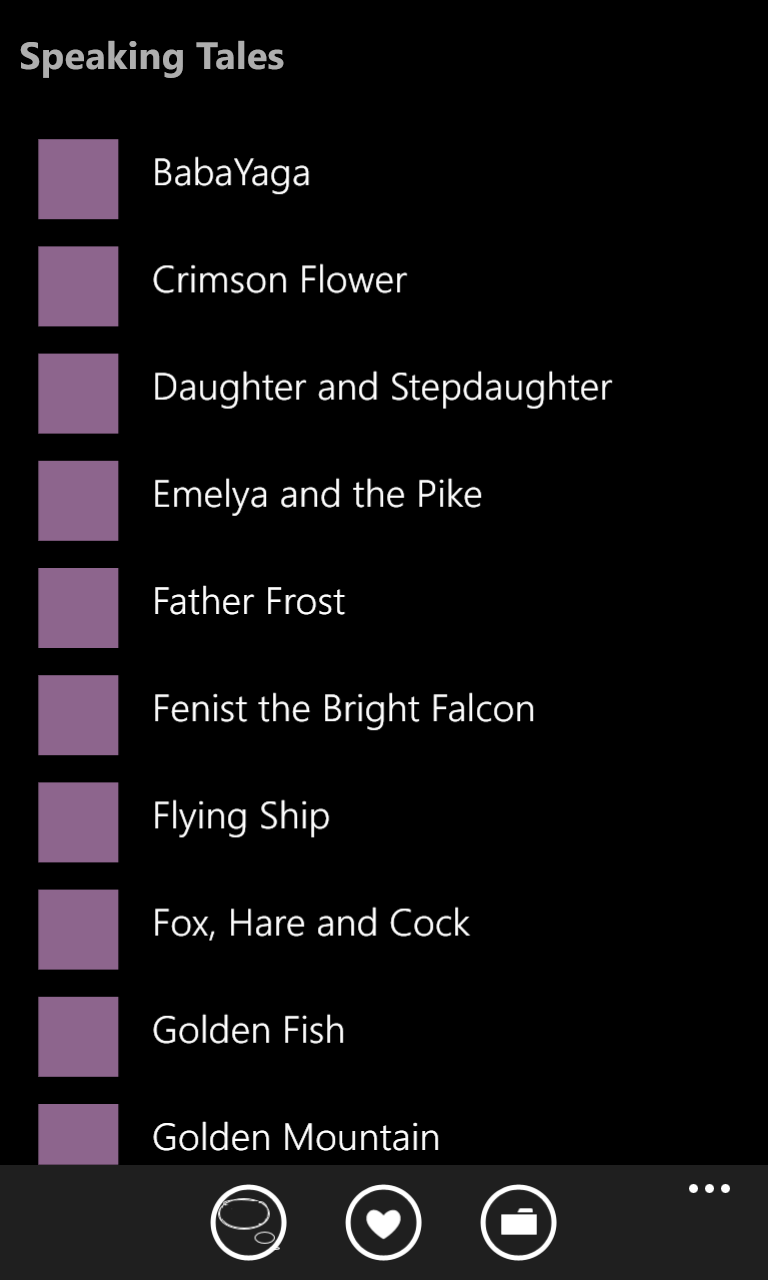 Speaking Tales
BabaYaga
Crimson Flower
Daughter and Stepdaughter
Emelya and the Pike
Father Frost
Fenist the Bright Falcon
Flying Ship
Fox, Hare and Cock
Golden Fish
Golden Mountain